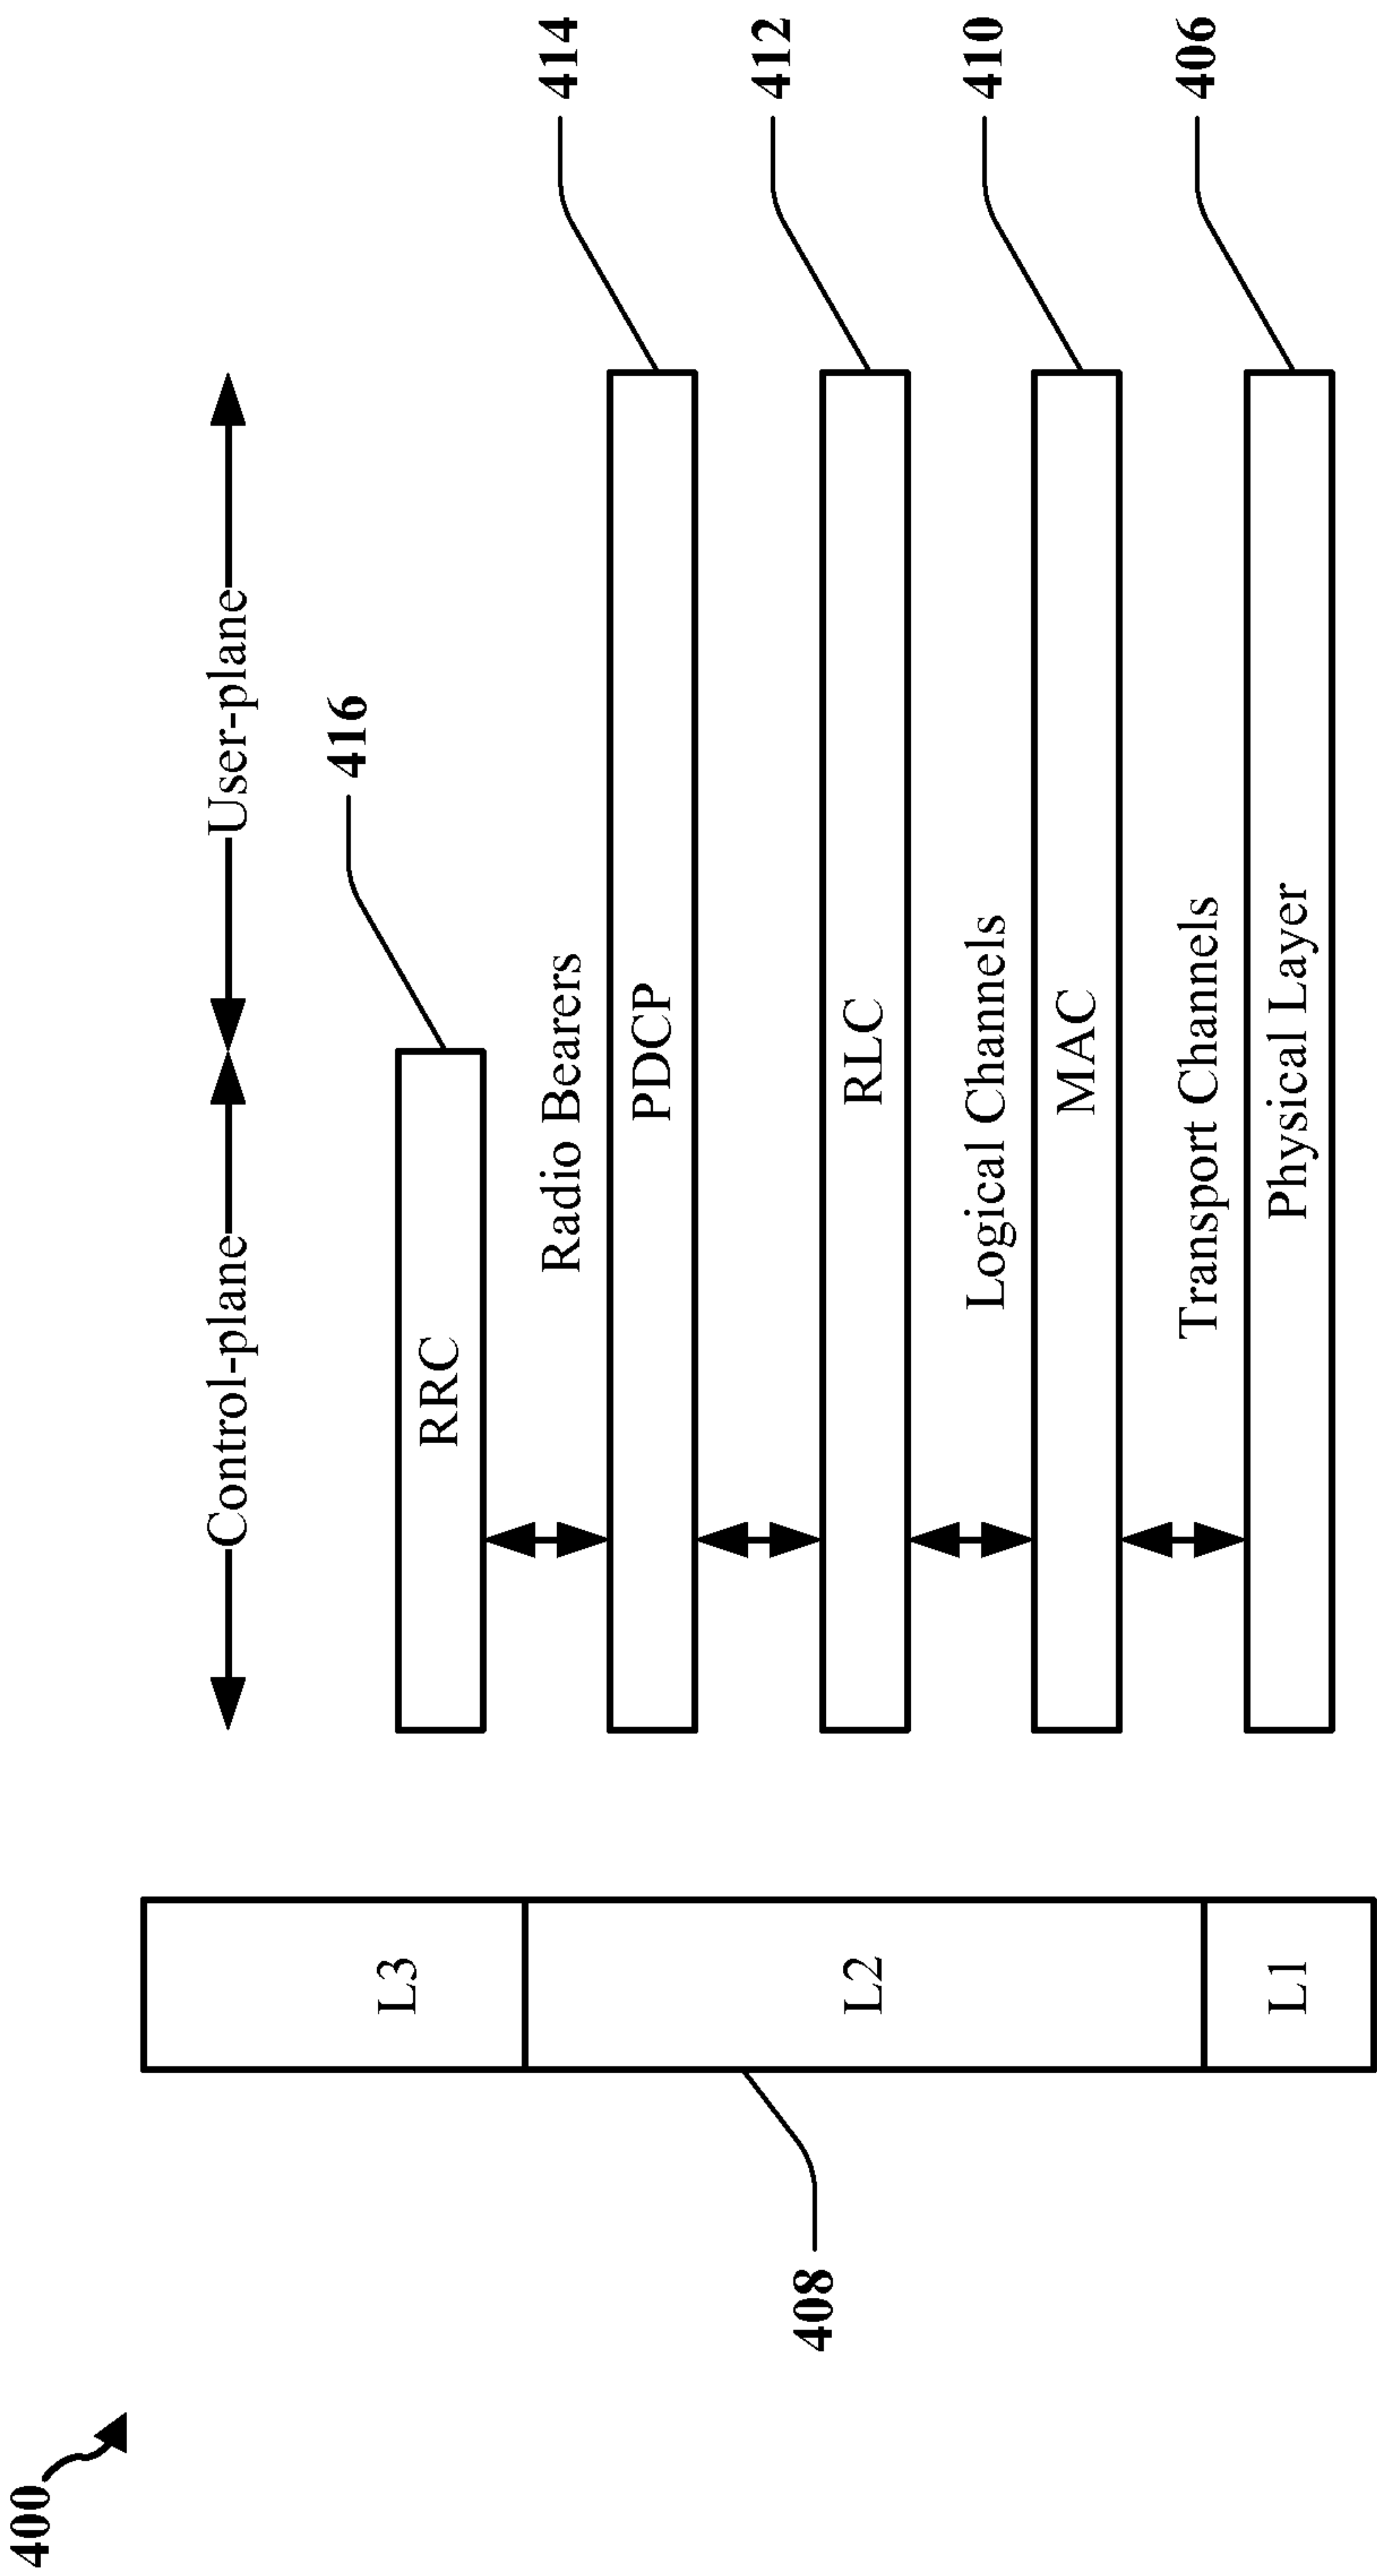 400
Control-plane
User-plane
416
L3
RRC
Radio Bearers
414
PDCP
408
L2
412
RLC
Logical Channels
410
MAC
Transport Channels
406
L1
Physical Layer